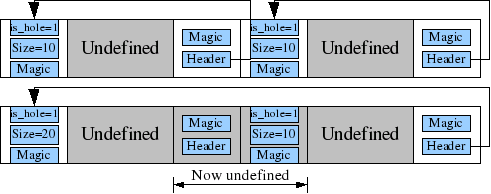 is_hole=1
Size=10
Magic
Undefined
Magic
Header
is_hole=1
Size=10
Magic
Undefined
Magic
Header
is_hole=1
Size=20
Magic
Undefined
Magic
Header
is_hole=1
Size=10
Magic
Undefined
Magic
Header
Now undefined